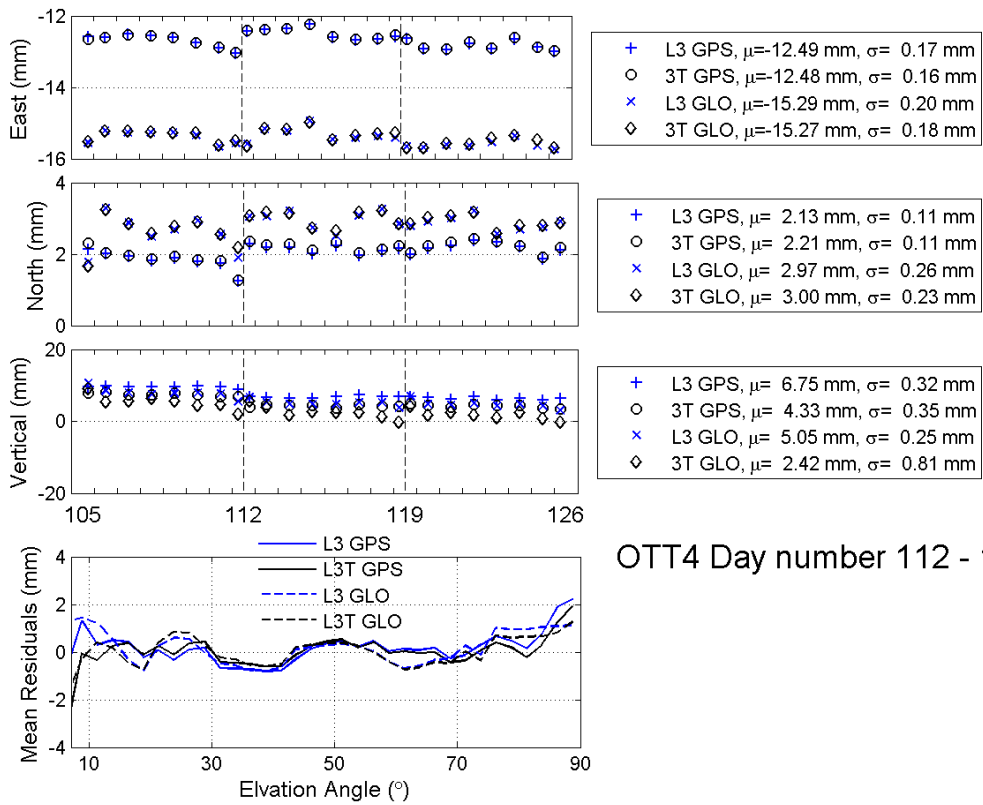 -12
-14
-16
East (mm)
+ L3 GPS, μ=-12.49 mm, σ= 0.17 mm
○ 3T GPS, μ=-12.48 mm, σ= 0.16 mm
× L3 GLO, μ=-15.29 mm, σ= 0.20 mm
◇ 3T GLO, μ=-15.27 mm, σ= 0.18 mm
4
2
0
North (mm)
+ L3 GPS, μ= 2.13 mm, σ= 0.11 mm
○ 3T GPS, μ= 2.21 mm, σ= 0.11 mm
× L3 GLO, μ= 2.97 mm, σ= 0.26 mm
◇ 3T GLO, μ= 3.00 mm, σ= 0.23 mm
20
0
-20
Vertical (mm)
+ L3 GPS, μ= 6.75 mm, σ= 0.32 mm
○ 3T GPS, μ= 4.33 mm, σ= 0.35 mm
× L3 GLO, μ= 5.05 mm, σ= 0.25 mm
◇ 3T GLO, μ= 2.42 mm, σ= 0.81 mm
105 112 119 126
OTT4 Day number 112 -
L3 GPS
L3T GPS
L3 GLO
L3T GLO
4
2
0
-2
-4
Mean Residuals (mm)
10 30 50 70 90
Elvation Angle (°)